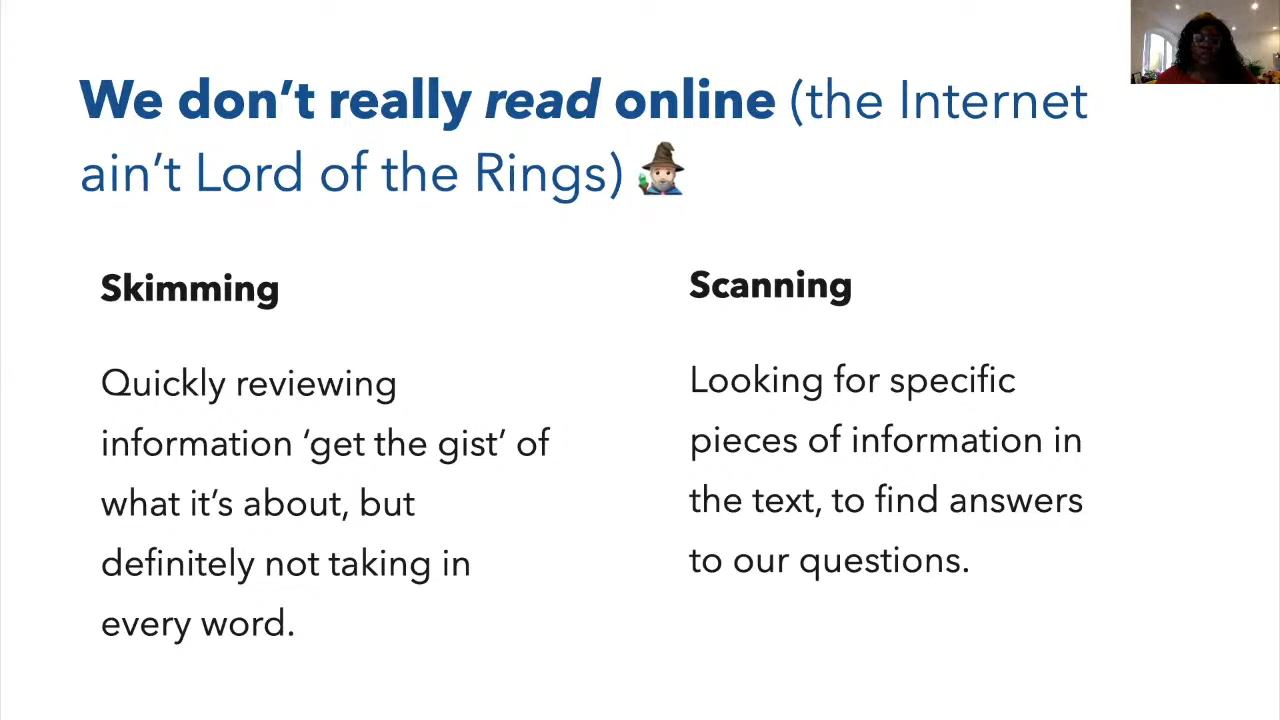 We don’t really read online (the Internet
ain’t Lord of the Rings) 🧙🏻‍♂️
Skimming
Quickly reviewing
information ‘get the gist’ of
what it’s about, but
definitely not taking in
every word.
Scanning
Looking for specific
pieces of information in
the text, to find answers
to our questions.